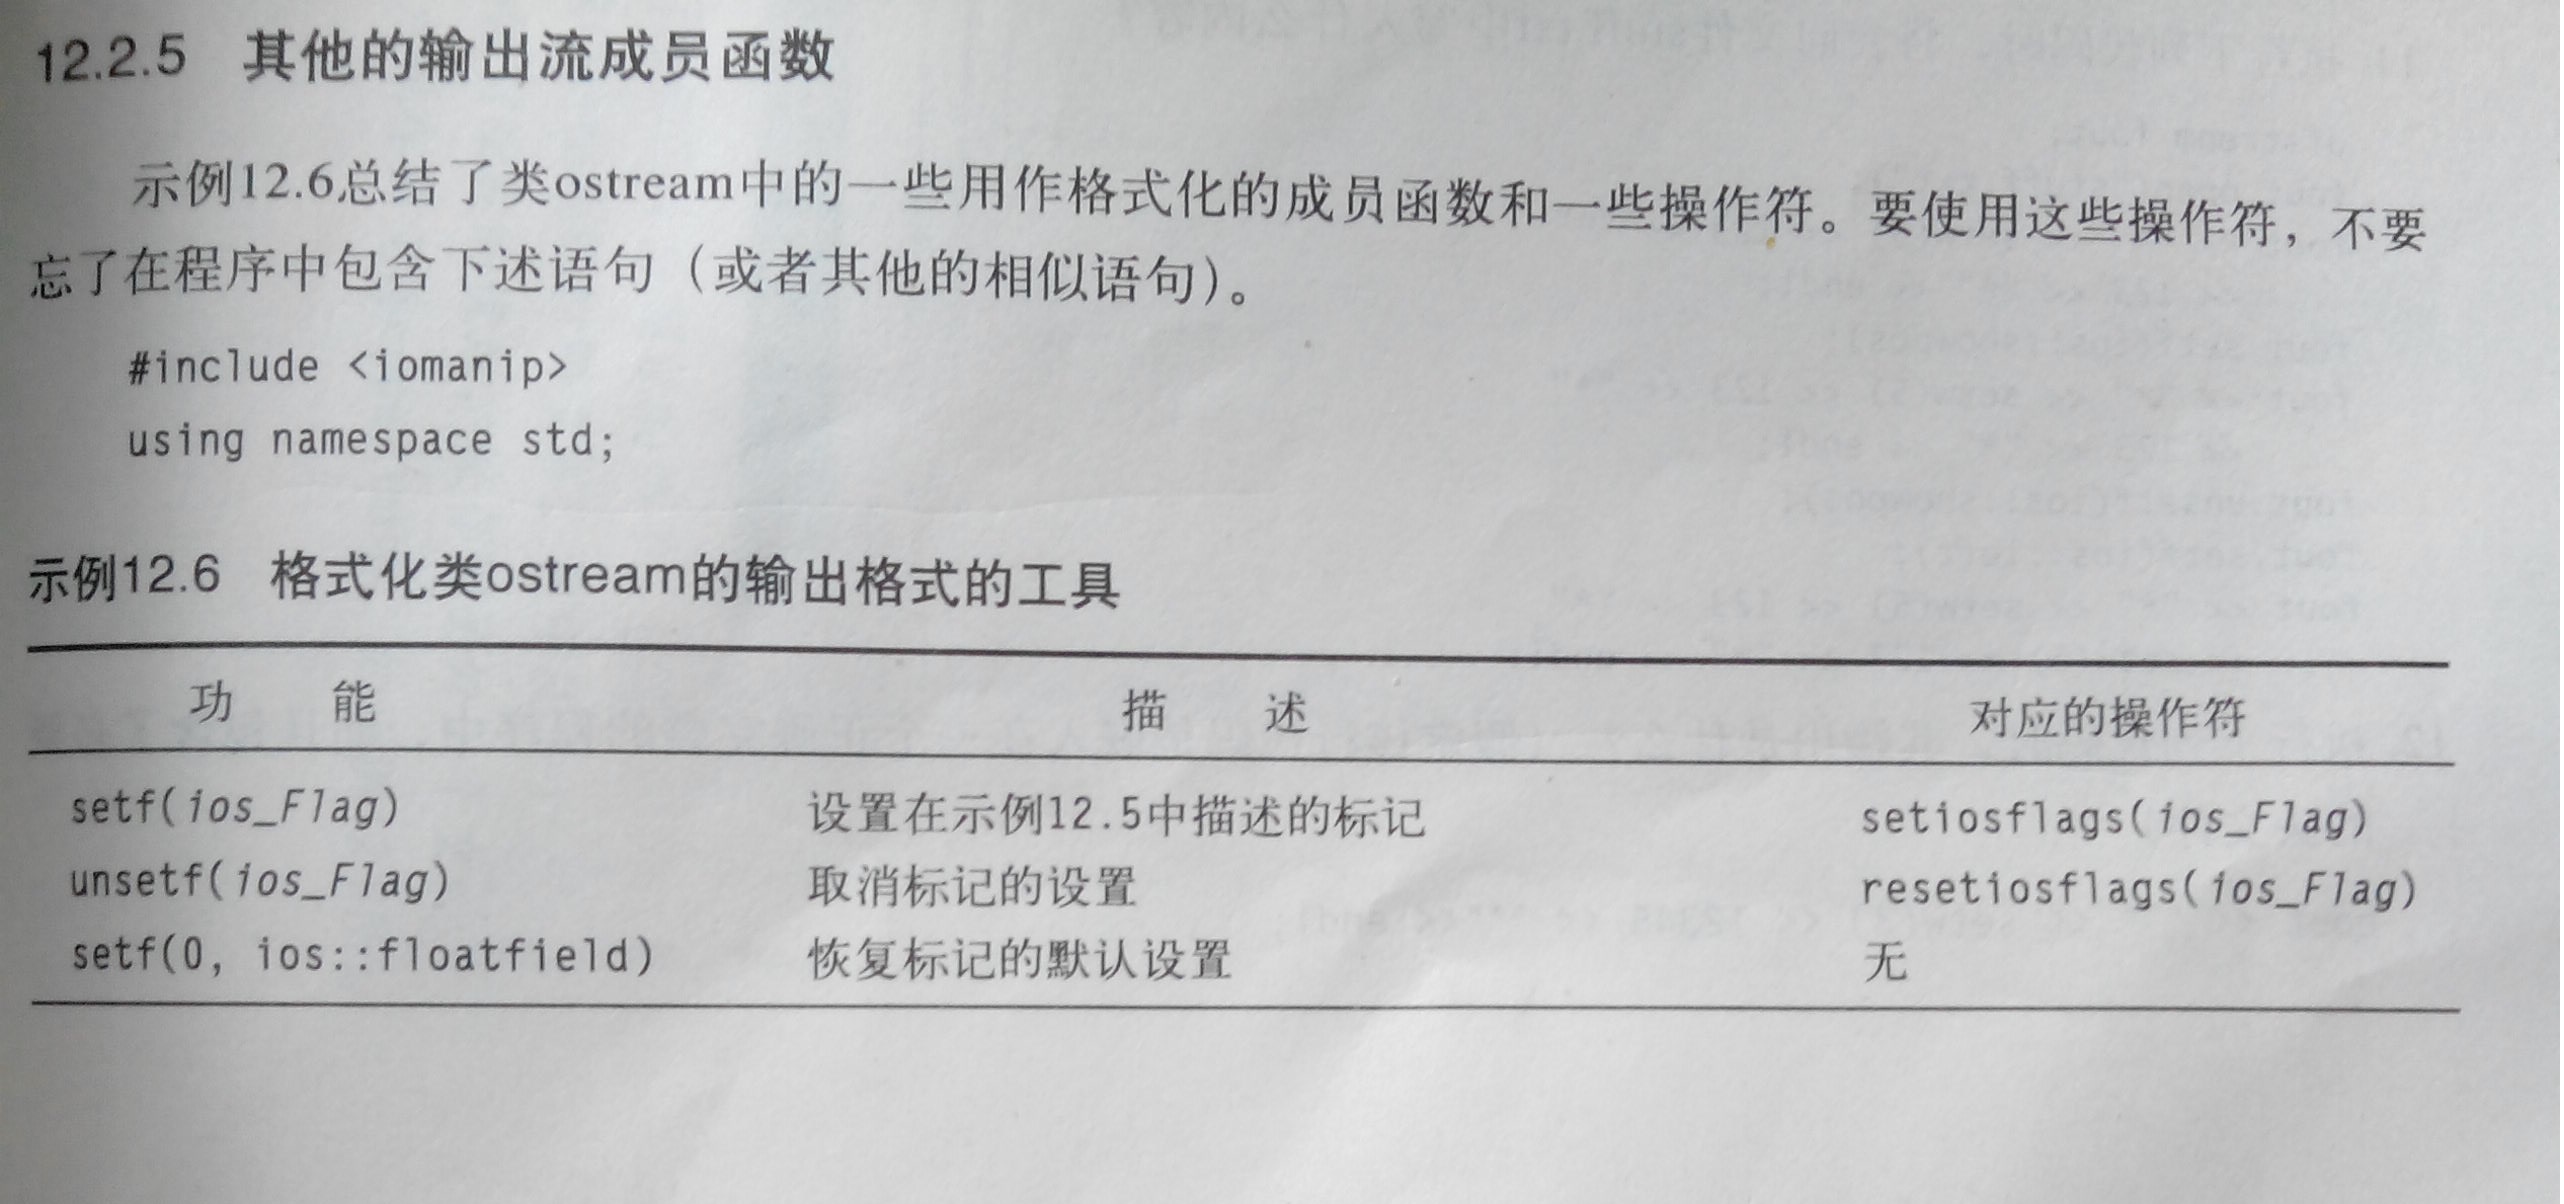 12.2.5 其他的输出流成员函数
示例12.6总结了类ostream中的一些用作格式化的成员函数和一些操作符。要使用这些操作符，不要
忘了在程序中包含下述语句（或者其他的相似语句）。
#include <iomanip>
using namespace std;
示例12.6 格式化类ostream的输出格式的工具
功 能 描 述 对应的操作符
setf(ios_Flag) 设置在示例12.5中描述的标记 setiosflags(ios_Flag)
unsetf(ios_Flag) 取消标记的设置 resetiosflags(ios_Flag)
setf(0, ios::floatfield) 恢复标记的默认设置 无